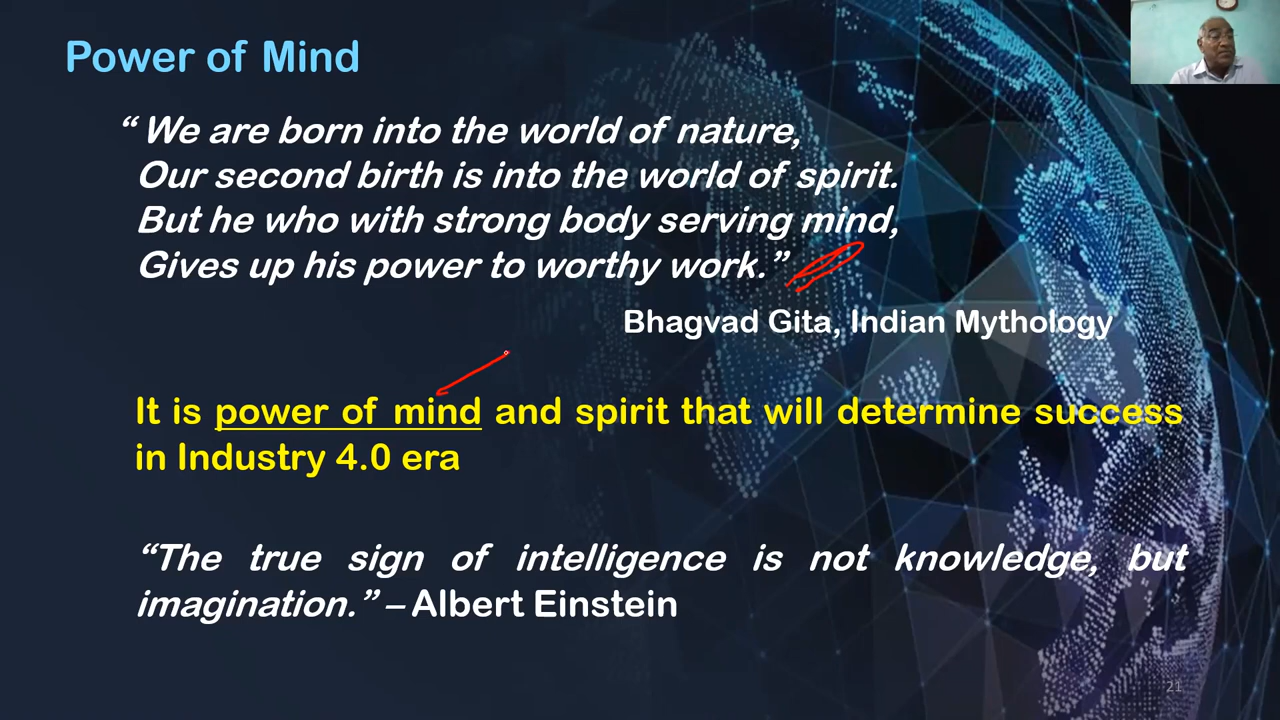 Power of Mind
“ We are born into the world of nature,
Our second birth is into the world of spirit.
But he who with strong body serving mind,
Gives up his power to worthy work.”
Bhagvad Gita, Indian Mythology
It is power of mind and spirit that will determine success
in Industry 4.0 era
“The true sign of intelligence is not knowledge, but
imagination.” – Albert Einstein
21